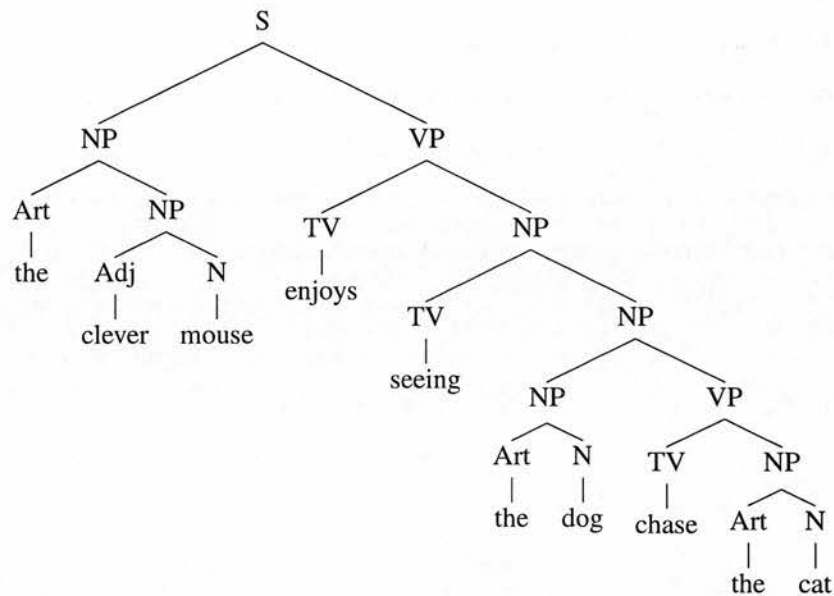 S
NP VP
Art NP TV NP
the Adj N enjoys TV NP
clever mouse seeing NP VP
Art N TV NP
the dog chase Art N
the cat